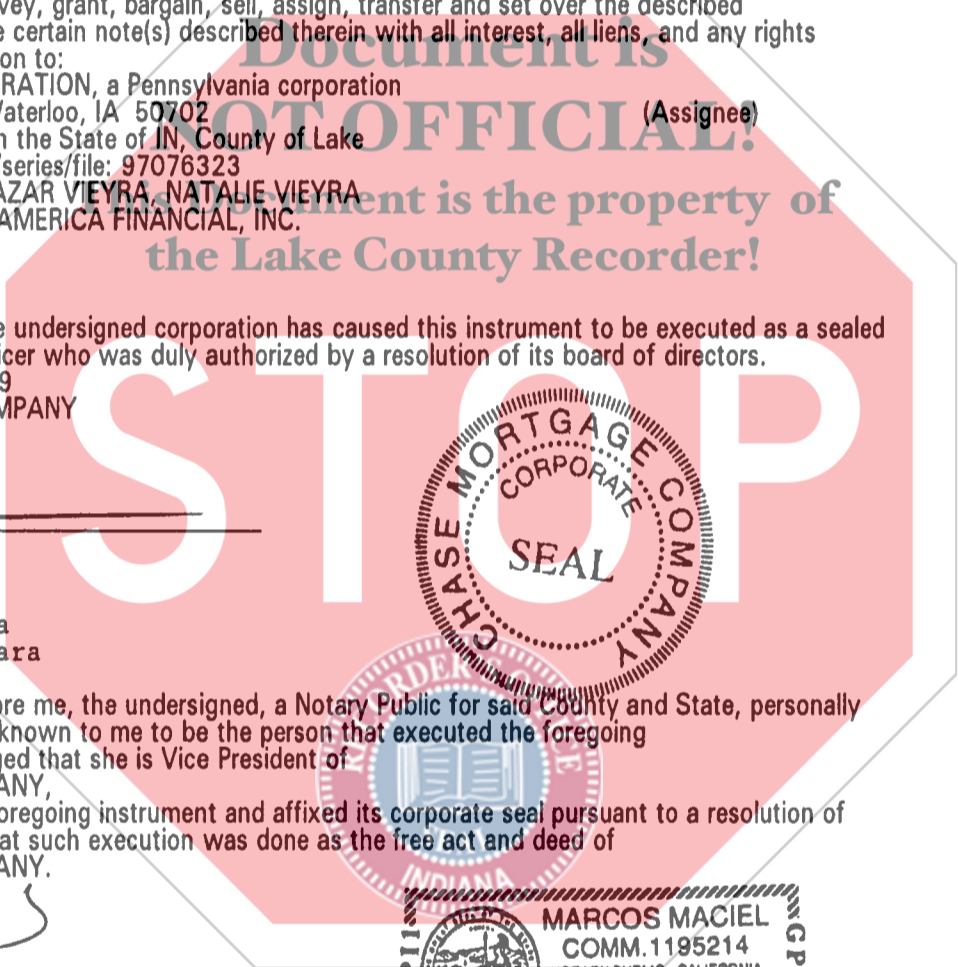 vey, grant, bargain, sell, assign, transfer and set over the described
e certain note(s) described therein with all interest, all liens, and any rights
on to:
RATION, a Pennsylvania corporation
Waterloo, IA 50702 (Assignee)
n the State of IN, County of Lake
/series/file: 97076323
AZAR VIEYRA, NATALIE VIEYRA
AMERICA FINANCIAL, INC.
Document is
NOT OFFICIAL!
This Document is the property of
the Lake County Recorder!
e undersigned corporation has caused this instrument to be executed as a sealed
icer who was duly authorized by a resolution of its board of directors.
9
MPANY
STOP
CHASE MORTGAGE COMPANY
CORPORATE
SEAL
a
ara
RECORDER'S OFFICE
re me, the undersigned, a Notary Public for said County and State, personally
known to me to be the person that executed the foregoing
ged that she is Vice President of
ANY,
oregoing instrument and affixed its corporate seal pursuant to a resolution of
at such execution was done as the free act and deed of
ANY.
INDIANA
MARCOS MACIEL
COMM.1195214